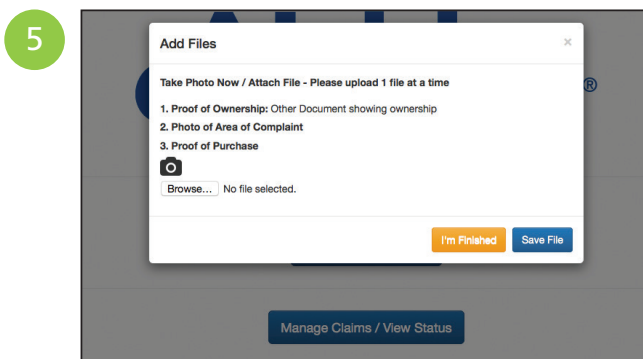 5
Add Files
×
Take Photo Now / Attach File - Please upload 1 file at a time
1. Proof of Ownership: Other Document showing ownership
2. Photo of Area of Complaint
3. Proof of Purchase
Browse... No file selected.
I'm Finished Save File
®
Manage Claims / View Status